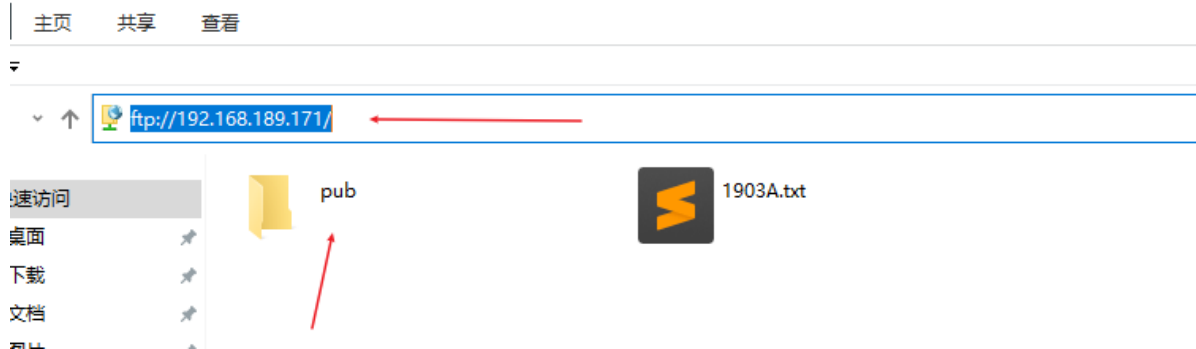 主页 共享 查看
ftp://192.168.189.171/
速访问
pub
1903A.txt
桌面
下载
文档